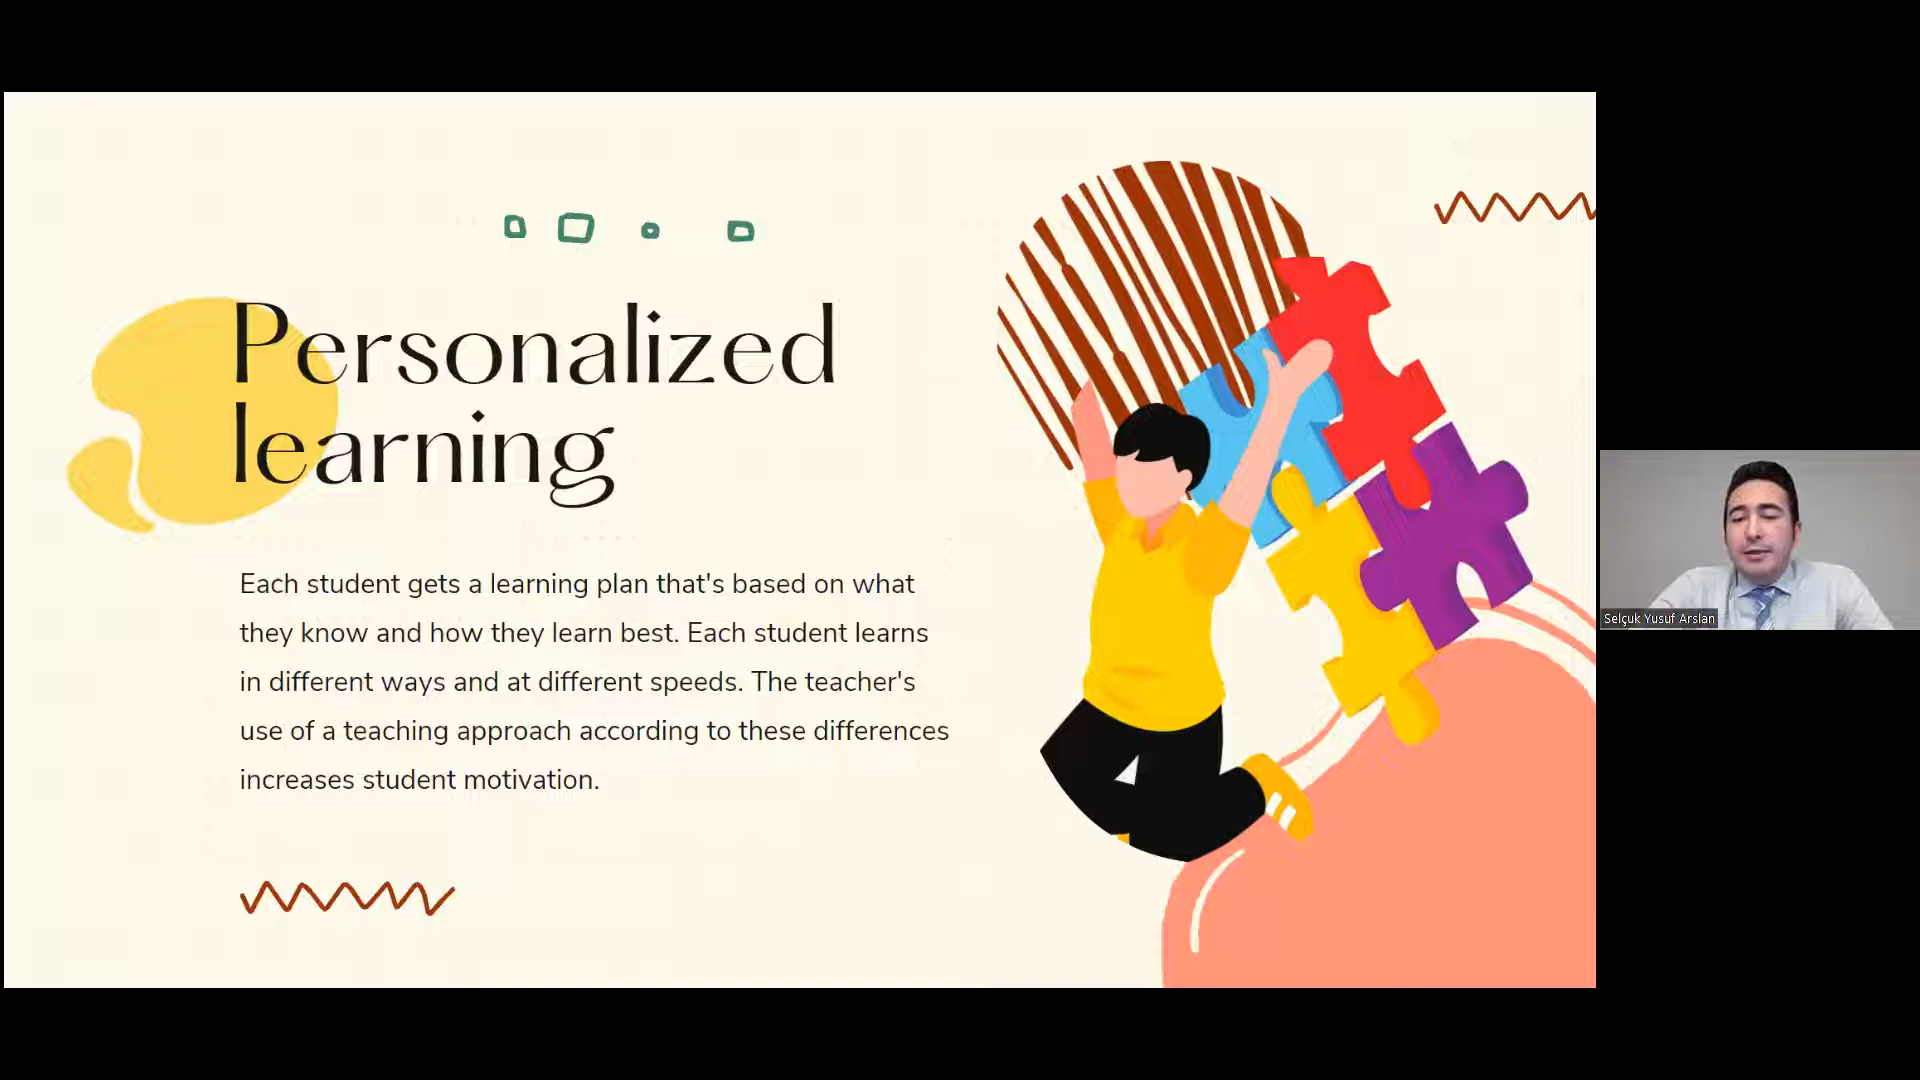 Personalized
learning
Each student gets a learning plan that's based on what
they know and how they learn best. Each student learns
in different ways and at different speeds. The teacher's
use of a teaching approach according to these differences
increases student motivation.
Selçuk Yusuf Arslan